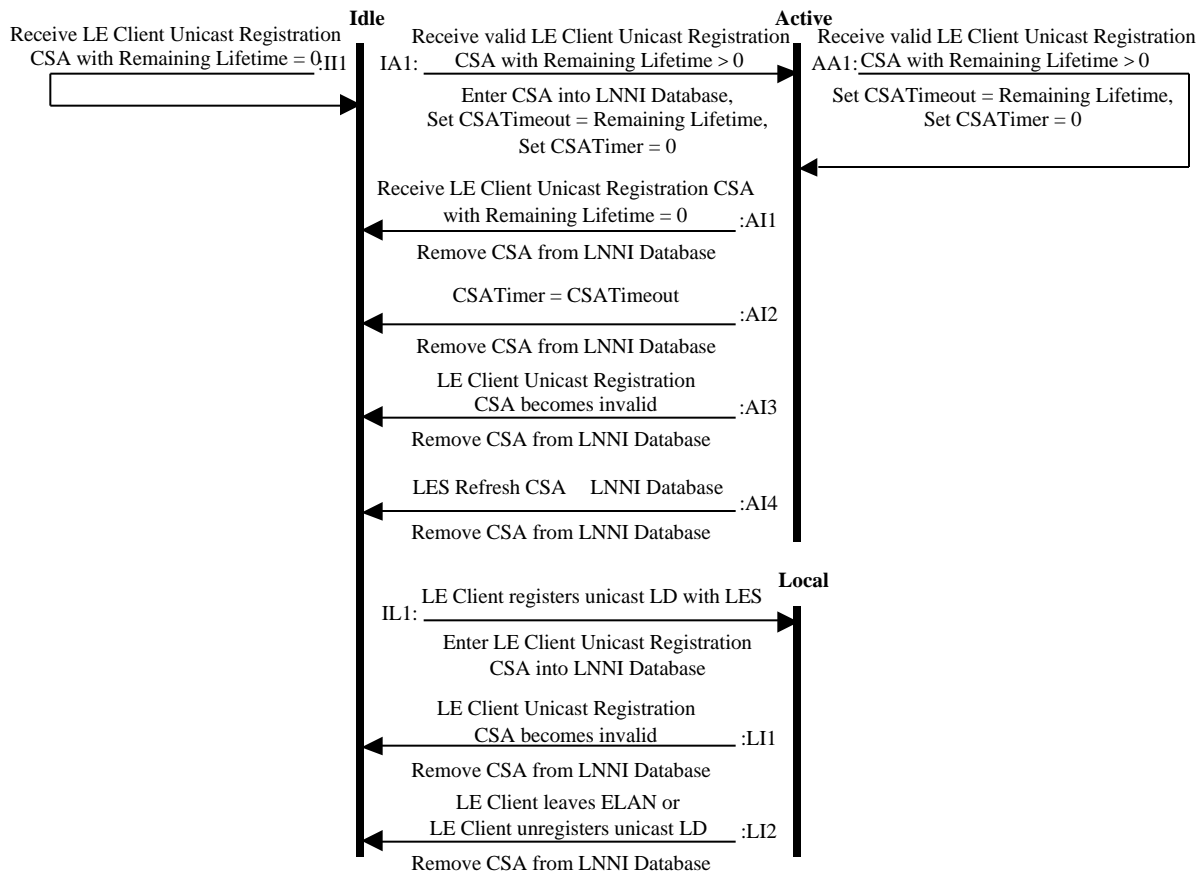 Idle
Active
Receive LE Client Unicast Registration
CSA with Remaining Lifetime = 0
:II1
IA1:
Receive valid LE Client Unicast Registration
CSA with Remaining Lifetime > 0
Enter CSA into LNNI Database,
Set CSATimeout = Remaining Lifetime,
Set CSATimer = 0
AA1:
Receive valid LE Client Unicast Registration
CSA with Remaining Lifetime > 0
Set CSATimeout = Remaining Lifetime,
Set CSATimer = 0
Receive LE Client Unicast Registration CSA
with Remaining Lifetime = 0
:AI1
Remove CSA from LNNI Database
CSATimer = CSATimeout
:AI2
Remove CSA from LNNI Database
LE Client Unicast Registration
CSA becomes invalid
:AI3
Remove CSA from LNNI Database
LES Refresh CSA LNNI Database
:AI4
Remove CSA from LNNI Database
Local
IL1:
LE Client registers unicast LD with LES
Enter LE Client Unicast Registration
CSA into LNNI Database
LE Client Unicast Registration
CSA becomes invalid
:LI1
Remove CSA from LNNI Database
LE Client leaves ELAN or
LE Client unregisters unicast LD
:LI2
Remove CSA from LNNI Database